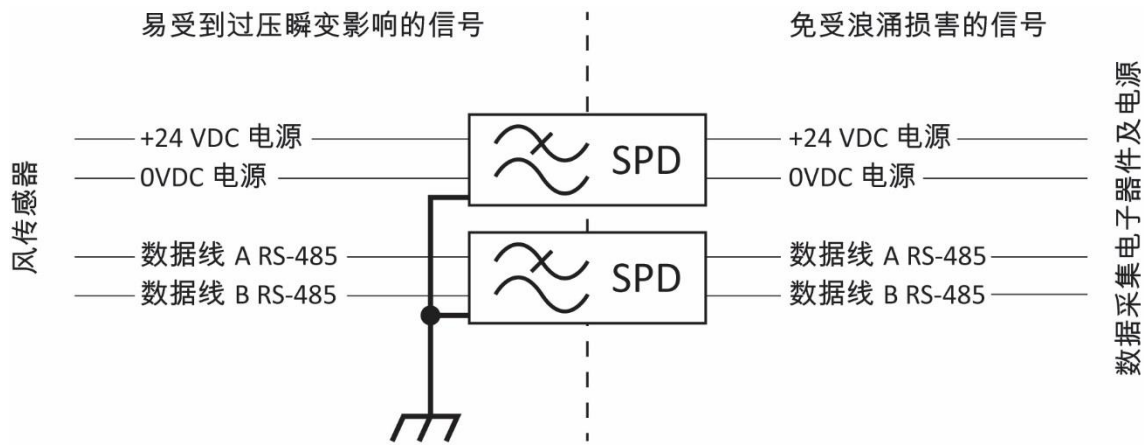 易受到过压瞬变影响的信号
免受浪涌损害的信号
风传感器
+24 VDC 电源
0VDC 电源
SPD
+24 VDC 电源
0VDC 电源
数据线 A RS-485
数据线 B RS-485
SPD
数据线 A RS-485
数据线 B RS-485
数据采集电子器件及电源